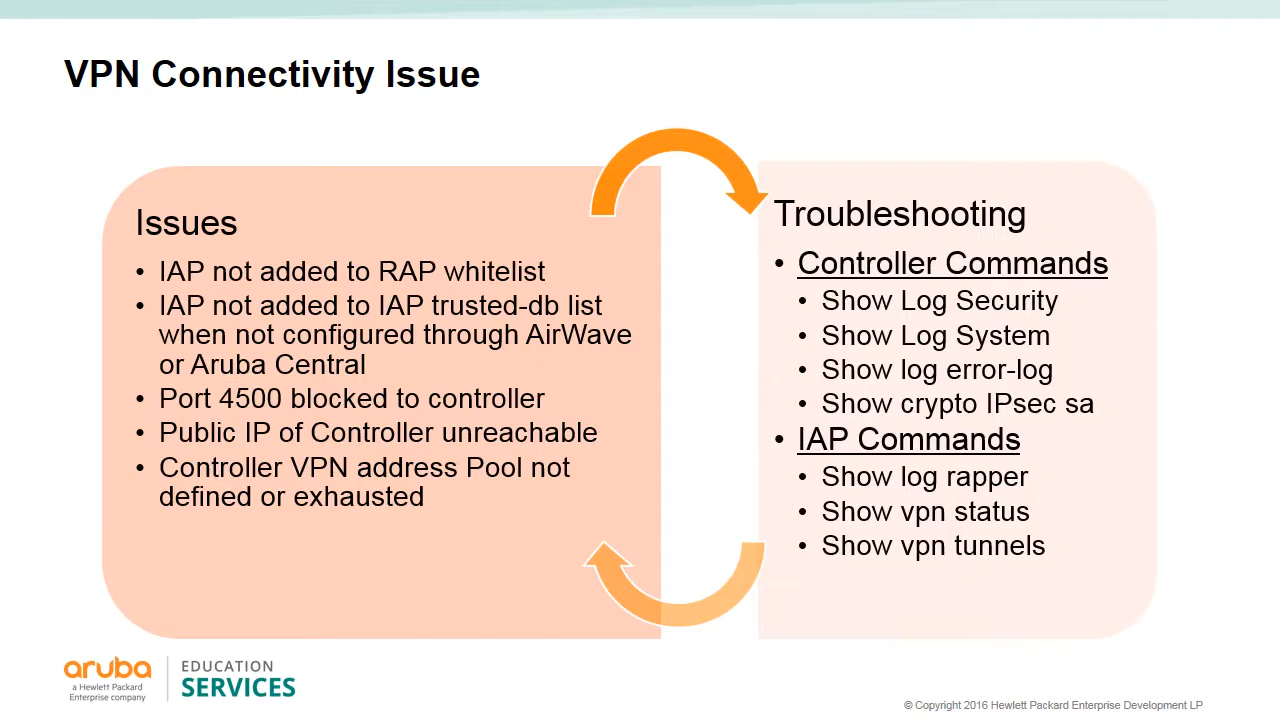 VPN Connectivity Issue
Issues
• IAP not added to RAP whitelist
• IAP not added to IAP trusted-db list
when not configured through AirWave
or Aruba Central
• Port 4500 blocked to controller
• Public IP of Controller unreachable
• Controller VPN address Pool not
defined or exhausted
Troubleshooting
• Controller Commands
• Show Log Security
• Show Log System
• Show log error-log
• Show crypto IPsec sa
• IAP Commands
• Show log rapper
• Show vpn status
• Show vpn tunnels
aruba
a Hewlett Packard
Enterprise company
EDUCATION
SERVICES
© Copyright 2016 Hewlett Packard Enterprise Development LP